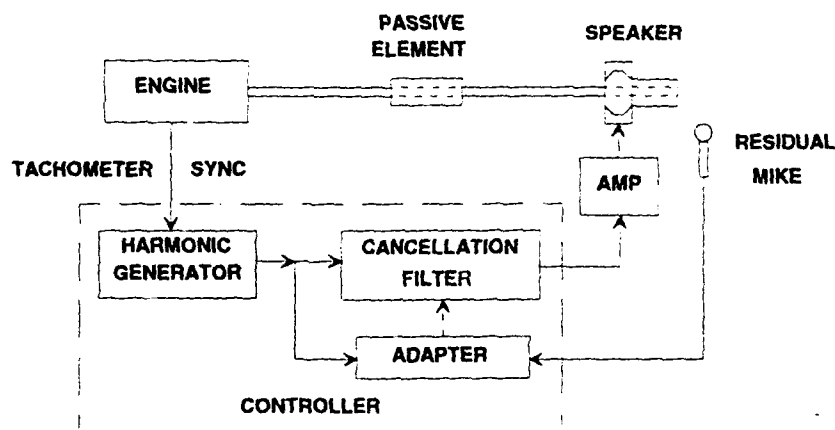 PASSIVE
ELEMENT
SPEAKER
ENGINE
RESIDUAL
MIKE
TACHOMETER SYNC
AMP
HARMONIC
GENERATOR
CANCELLATION
FILTER
ADAPTER
CONTROLLER